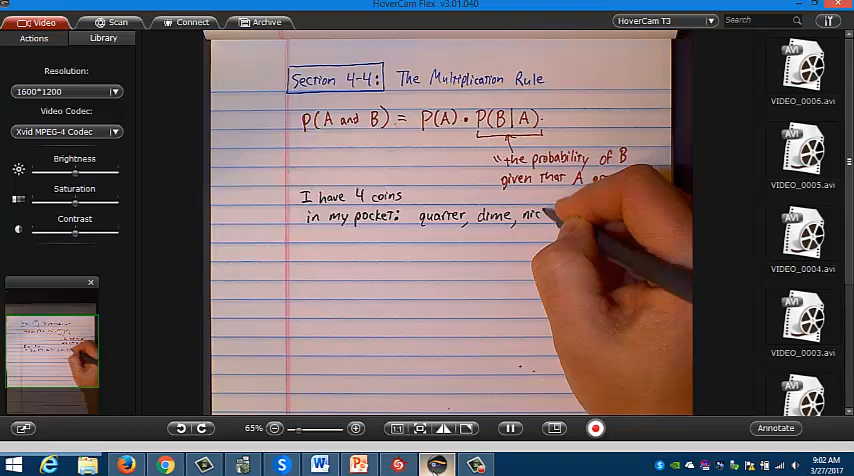 HoverCam Flex v3.01.040
Video
Scan
Connect
Archive
HoverCam T3
Search
Actions
Library
Resolution:
1600*1200
Video Codec:
Xvid MPEG-4 Codec
Brightness
Saturation
Contrast
Section 4-4: The Multiplication Rule
P(A and B) = P(A) • P(B|A).
"the probability of B
given that A
I have 4 coins
in my pocket: quarter, dime, nic
VIDEO_0006.AVI
VIDEO_0005.AVI
VIDEO_0004.AVI
VIDEO_0003.AVI
65%
1:1
Annotate
9:02 AM
3/27/2017